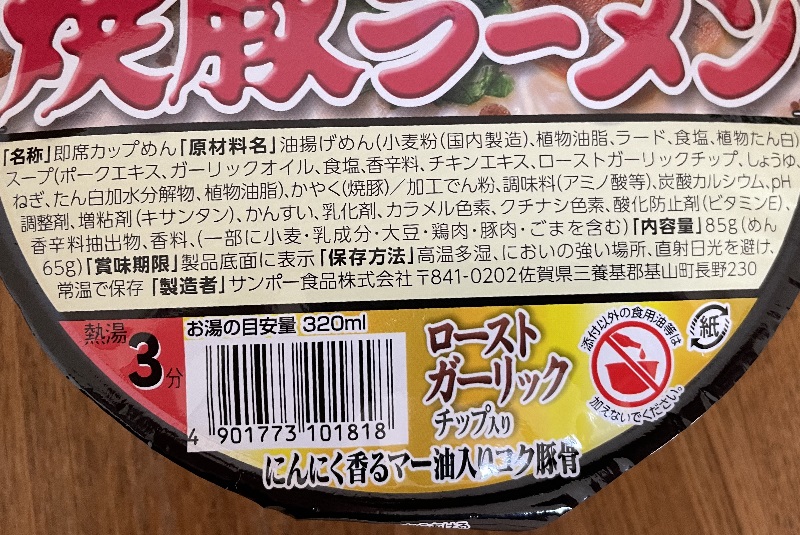 焼豚ラーメン
「名称」即席カップめん「原材料名」油揚げめん(小麦粉(国内製造)、植物油脂、ラード、食塩、植物たん白)
スープ(ポークエキス、ガーリックオイル、食塩、香辛料、チキンエキス、ローストガーリックチップ、しょうゆ、
ねぎ、たん白加水分解物、植物油脂)、かやく(焼豚)/加工でん粉、調味料(アミノ酸等)、炭酸カルシウム、pH
調整剤、増粘剤(キサンタン)、かんすい、乳化剤、カラメル色素、クチナシ色素、酸化防止剤(ビタミンE)、
香辛料抽出物、香料、(一部に小麦・乳成分・大豆・鶏肉・豚肉・ごまを含む)「内容量」85g(めん
65g)「賞味期限」製品底面に表示「保存方法」高温多湿、においの強い場所、直射日光を避け、
常温で保存「製造者」サンポー食品株式会社〒841-0202佐賀県三養基郡基山町長野230
熱湯
3分
お湯の目安量 320ml
4 901773 101818
ロースト
ガーリック
チップ入り
にんにく香るマー油入りコク豚骨
添付以外の食用油等は
加えないでください。
紙